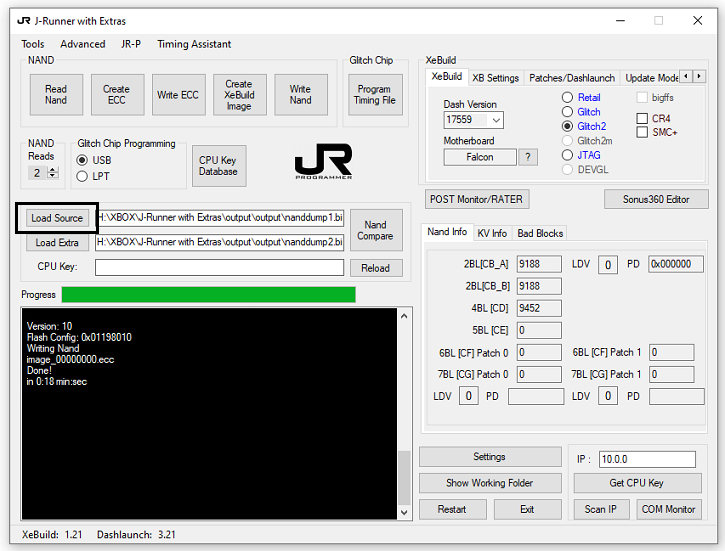 J-Runner with Extras
Tools Advanced JR-P Timing Assistant
NAND
Read Nand
Create ECC
Write ECC
Create XeBuild Image
Write Nand
Glitch Chip
Program Timing File
NAND Reads
2
Glitch Chip Programming
USB
LPT
CPU Key Database
JR
PROGRAMMER
Load Source H:\XBOX\J-Runner with Extras\output\output\nanddump1.bi
Load Extra H:\XBOX\J-Runner with Extras\output\output\nanddump2.bi
Nand Compare
CPU Key: Reload
Progress
Version: 10
Flash Config: 0x01198010
Writing Nand
image_00000000.ecc
Done!
in 0:18 min:sec
XeBuild
XeBuild XB Settings Patches/Dashlaunch Update Mode
Dash Version
17559
Motherboard
Falcon ?
Retail
Glitch
Glitch2
Glitch2m
JTAG
DEVGL
bigffs
CR4
SMC+
POST Monitor/RATER Sonus360 Editor
Nand Info KV Info Bad Blocks
2BL[CB_A] 9188 LDV 0 PD 0x000000
2BL[CB_B] 9188
4BL [CD] 9452
5BL [CE] 0
6BL [CF] Patch 0 0 6BL [CF] Patch 1 0
7BL [CG] Patch 0 0 7BL [CG] Patch 1 0
LDV 0 PD LDV 0 PD
Settings
Show Working Folder
Restart Exit
IP : 10.0.0
Get CPU Key
Scan IP COM Monitor
XeBuild: 1.21 Dashlaunch: 3.21